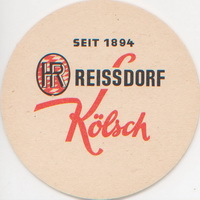 SEIT 1894
HR REISSDORF
Kölsch